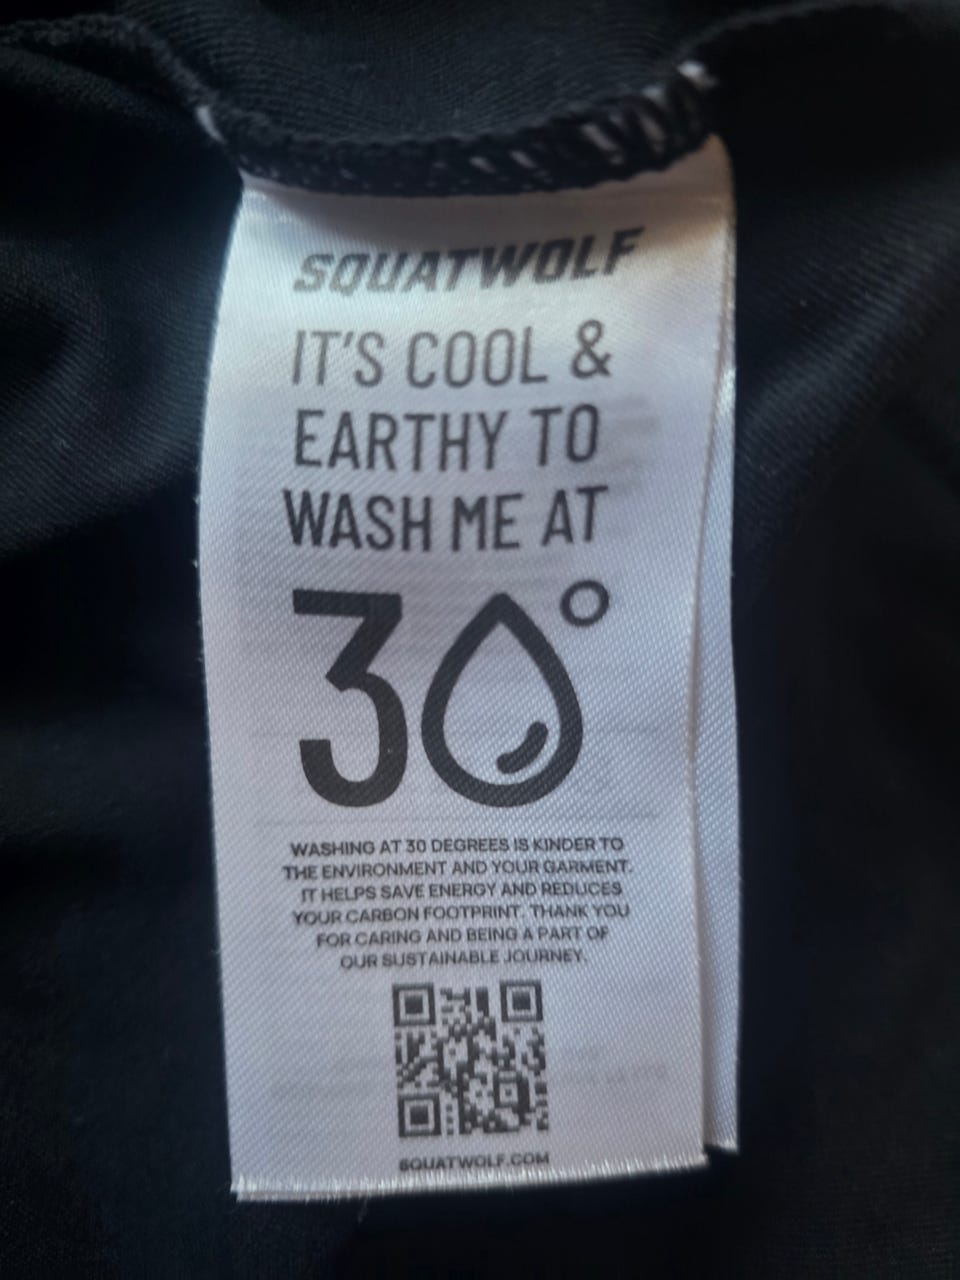 SQUATWOLF
IT'S COOL &
EARTHY TO
WASH ME AT
30°
WASHING AT 30 DEGREES IS KINDER TO
THE ENVIRONMENT AND YOUR GARMENT.
IT HELPS SAVE ENERGY AND REDUCES
YOUR CARBON FOOTPRINT. THANK YOU
FOR CARING AND BEING A PART OF
OUR SUSTAINABLE JOURNEY.
SQUATWOLF.COM